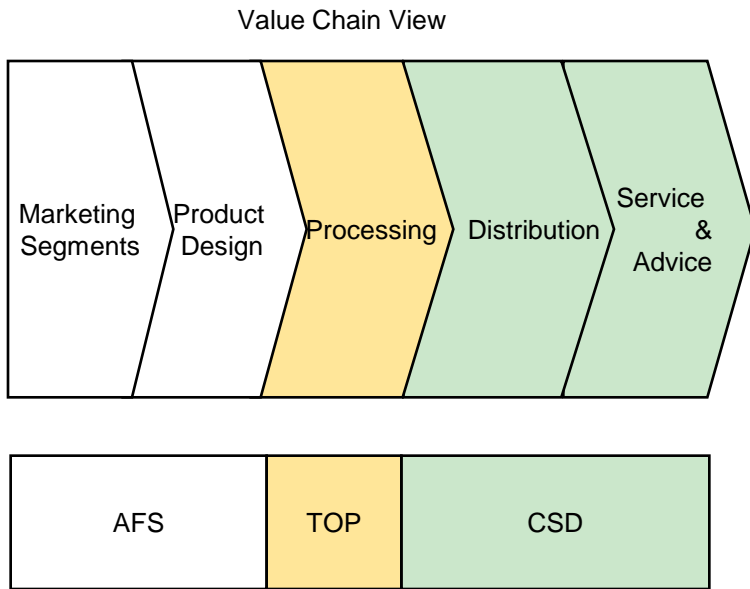 Value Chain View
Marketing
Segments
Product
Design
Processing
Distribution
Service
&
Advice
AFS
TOP
CSD